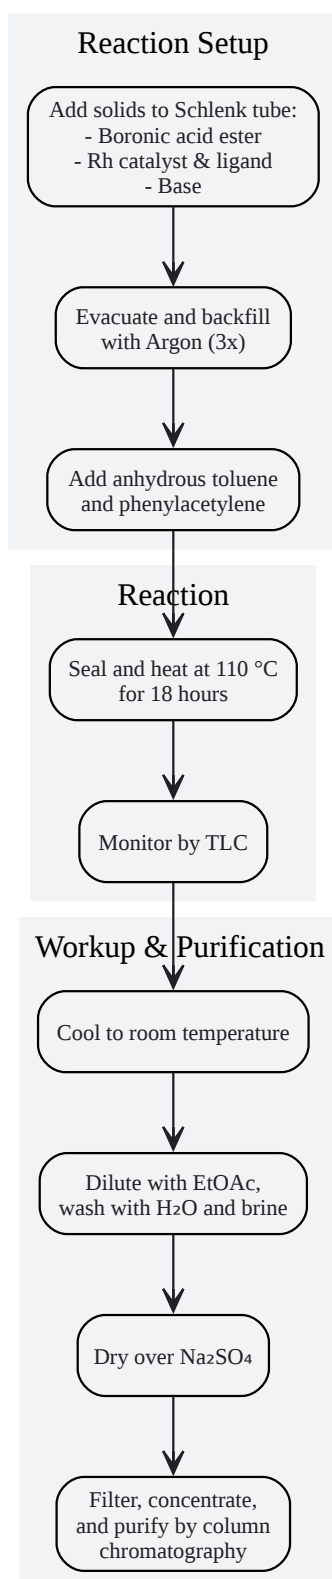 Reaction Setup
Add solids to Schlenk tube:
- Boronic acid ester
- Rh catalyst & ligand
- Base
Evacuate and backfill
with Argon (3x)
Add anhydrous toluene
and phenylacetylene
Reaction
Seal and heat at 110 °C
for 18 hours
Monitor by TLC
Workup & Purification
Cool to room temperature
Dilute with EtOAc,
wash with H₂O and brine
Dry over Na₂SO₄
Filter, concentrate,
and purify by column
chromatography